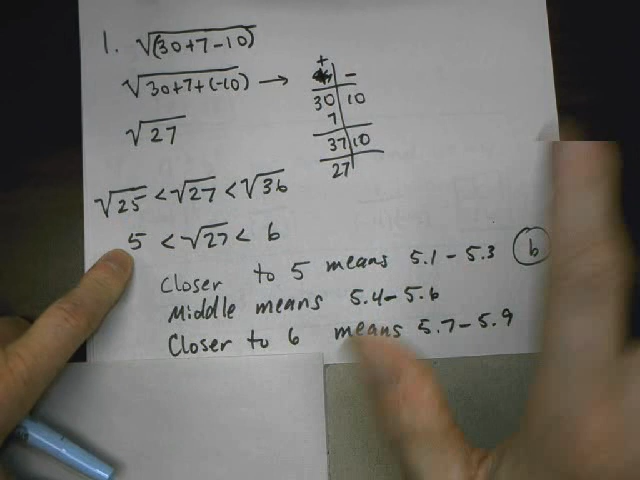 1. √(30+7-10)
√30+7+(-10) →
+ -
30 10
7
37 10
27
√27
√25 < √27 < √36
5 < √27 < 6
Closer to 5 means 5.1-5.3 b
Middle means 5.4-5.6
Closer to 6 means 5.7-5.9